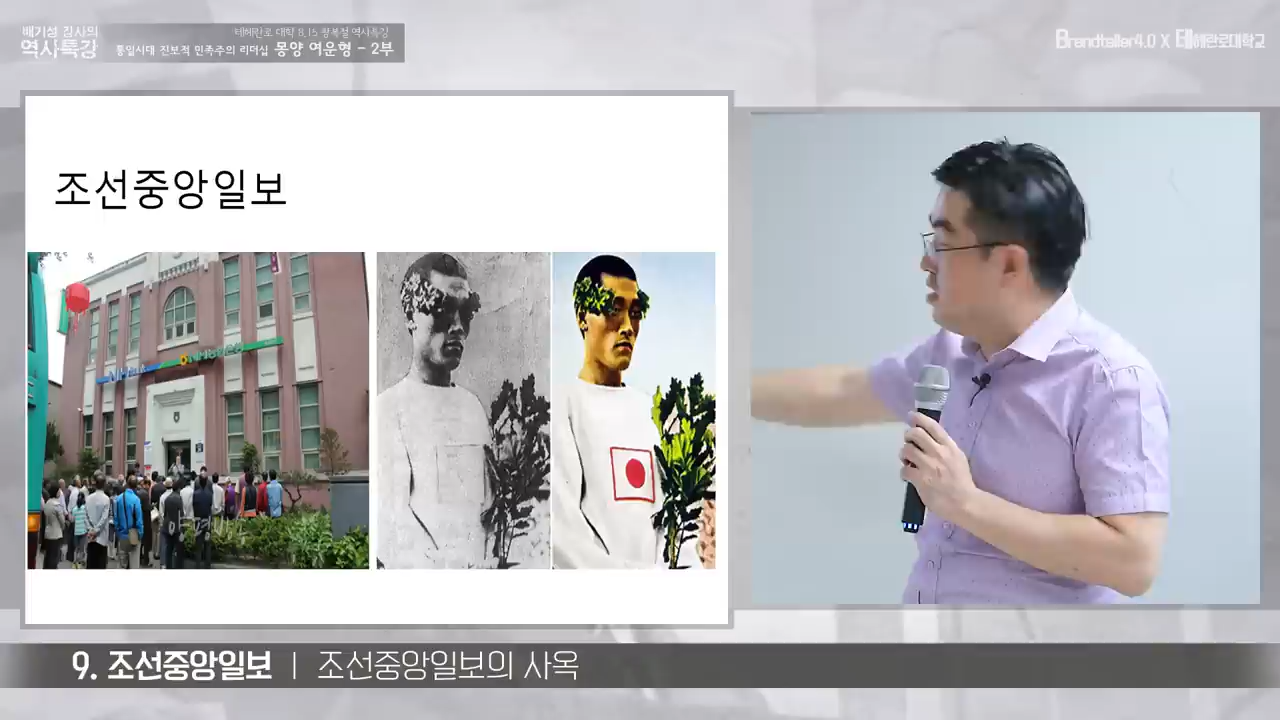 배기성 강사의
역사특강
테헤란로 대학 8.15 광복절 역사특강
통일시대 진보적 민족주의 리더십 몽양 여운형 - 2부
Brandtaller4.0 X 테헤란로대학교
조선중앙일보
9. 조선중앙일보 | 조선중앙일보의 사옥